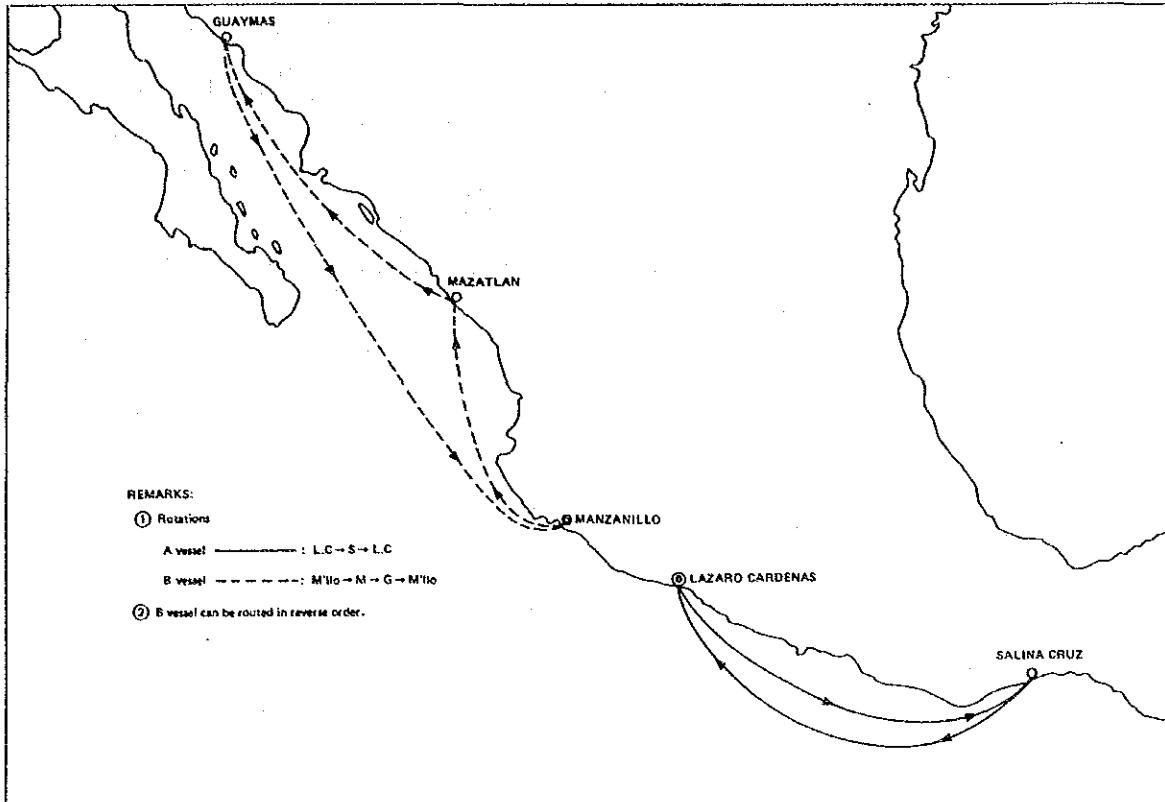 GUAYMAS
MAZATLAN
MANZANILLO
LAZARO CARDENAS
SALINA CRUZ
REMARKS:
① Rotations
A vessel ————— : L.C → S → L.C
B vessel – – – – – : M'llo → M → G → M'llo
② B vessel can be routed in reverse order.